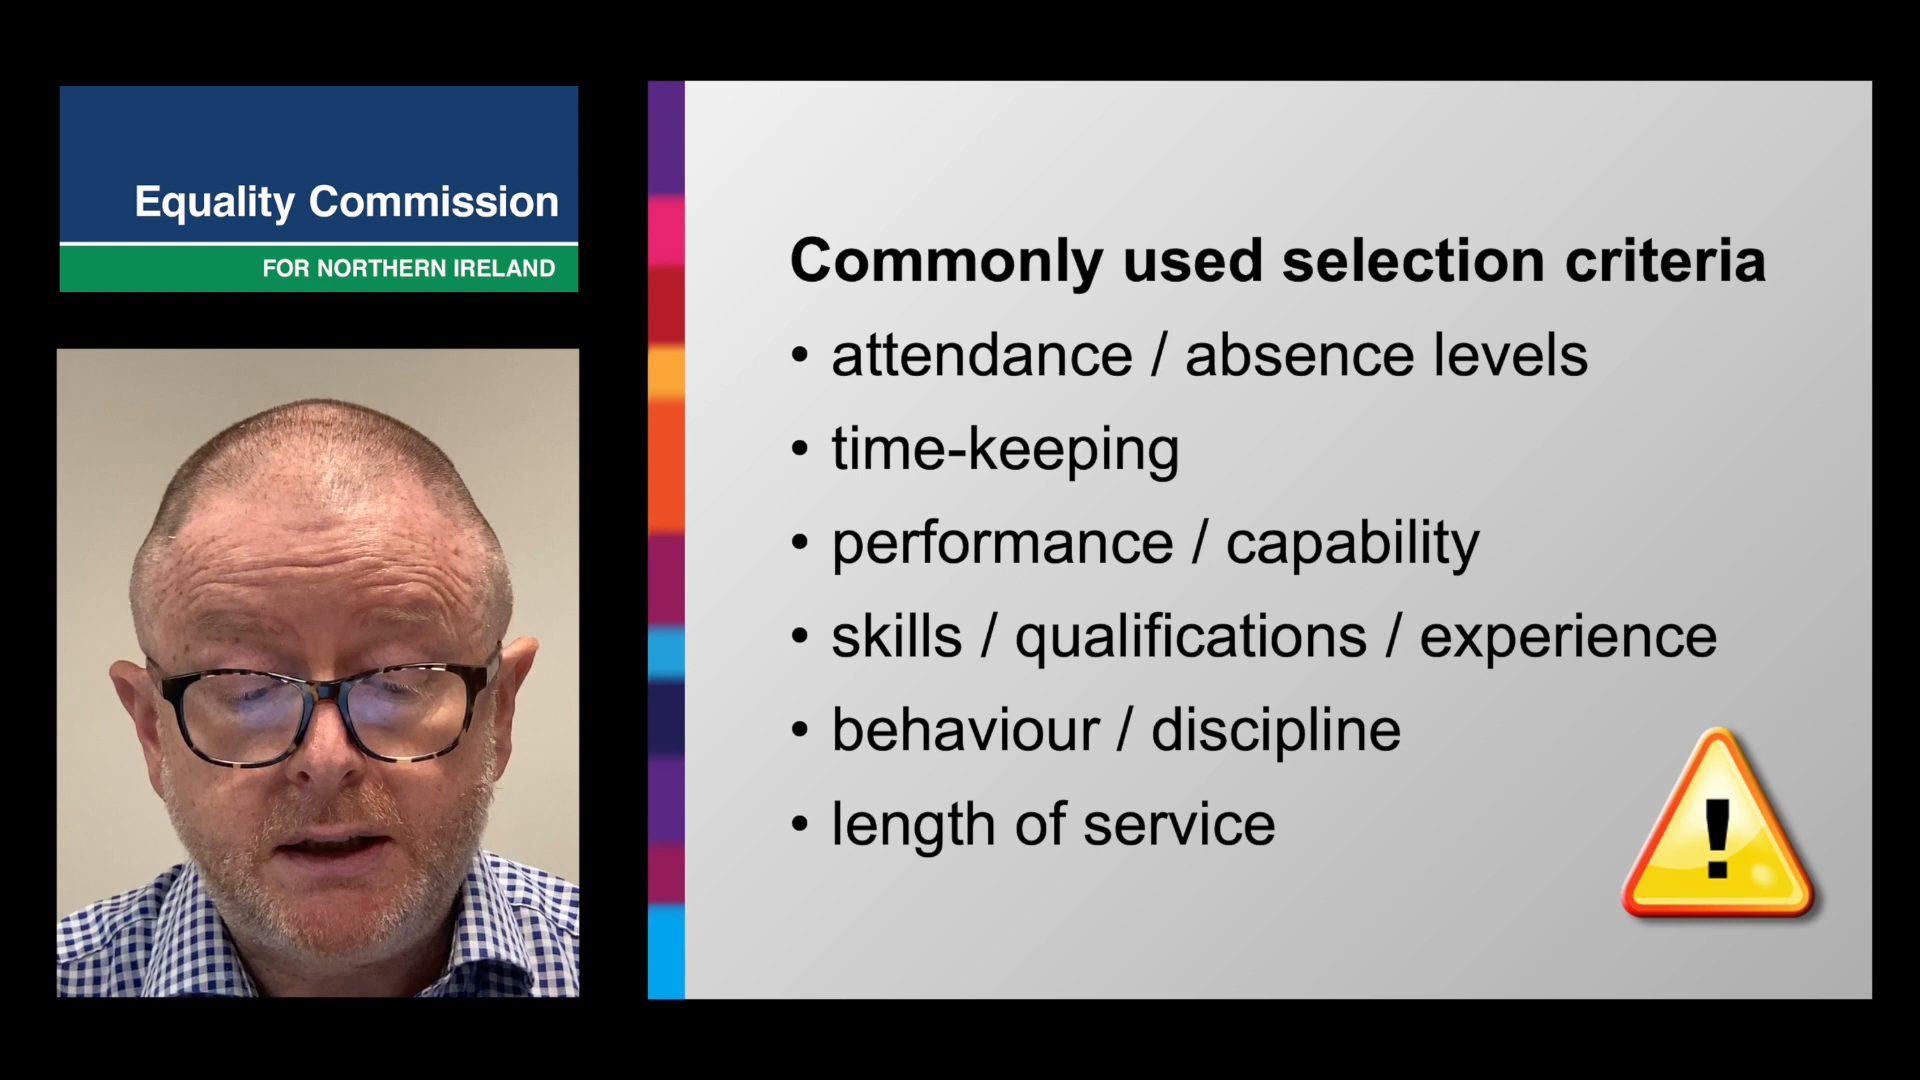 Equality Commission
FOR NORTHERN IRELAND
Commonly used selection criteria
• attendance / absence levels
• time-keeping
• performance / capability
• skills / qualifications / experience
• behaviour / discipline
• length of service
!